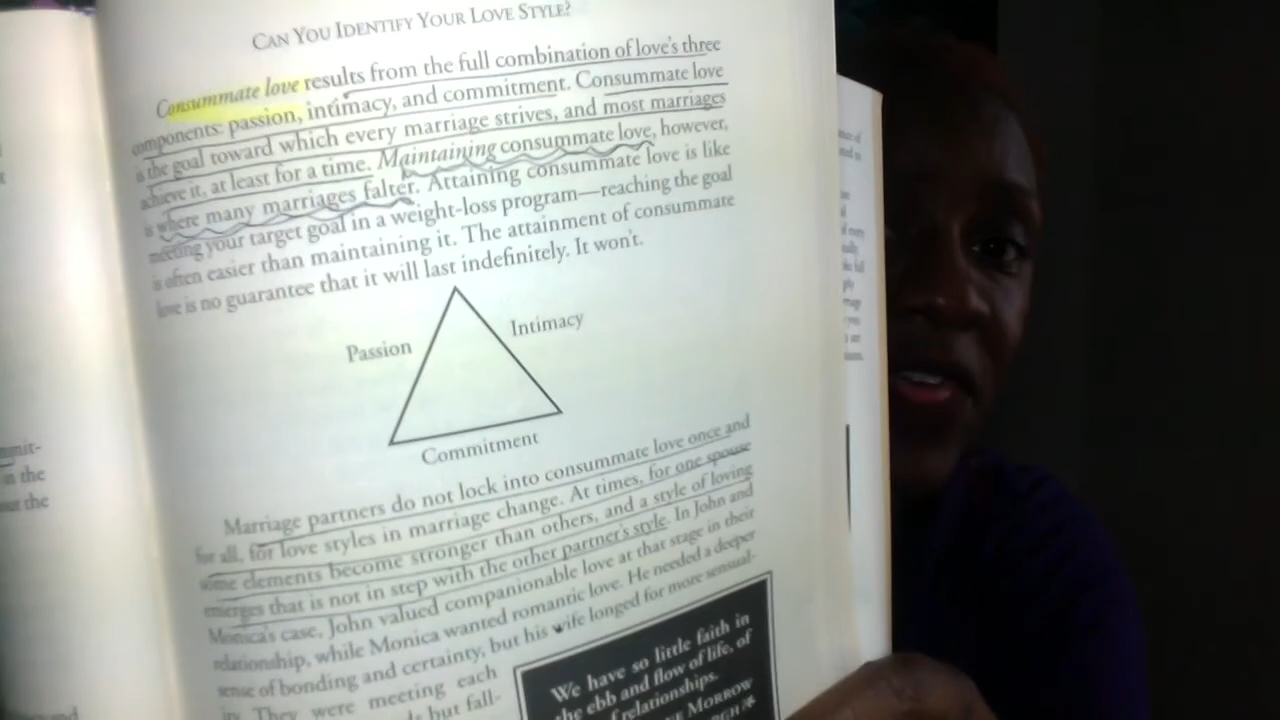 CAN YOU IDENTIFY YOUR LOVE STYLE?
Consummate love results from the full combination of love's three
components: passion, intimacy, and commitment. Consummate love
is the goal toward which every marriage strives, and most marriages
achieve it, at least for a time. Maintaining consummate love, however,
is where many marriages falter. Attaining consummate love is like
meeting your target goal in a weight-loss program—reaching the goal
is often easier than maintaining it. The attainment of consummate
love is no guarantee that it will last indefinitely. It won't.
Passion
Intimacy
Commitment
Marriage partners do not lock into consummate love once and
for all, for love styles in marriage change. At times, for one spouse
some elements become stronger than others, and a style of loving
emerges that is not in step with the other partner's style. In John and
Monica's case, John valued companionable love at that stage in their
relationship, while Monica wanted romantic love. He needed a deeper
sense of bonding and certainty, but his wife longed for more sensual-
ity. They were meeting each
but fall-
We have so little faith in
the ebb and flow of life, of
relationships.
MORROW
in the
the